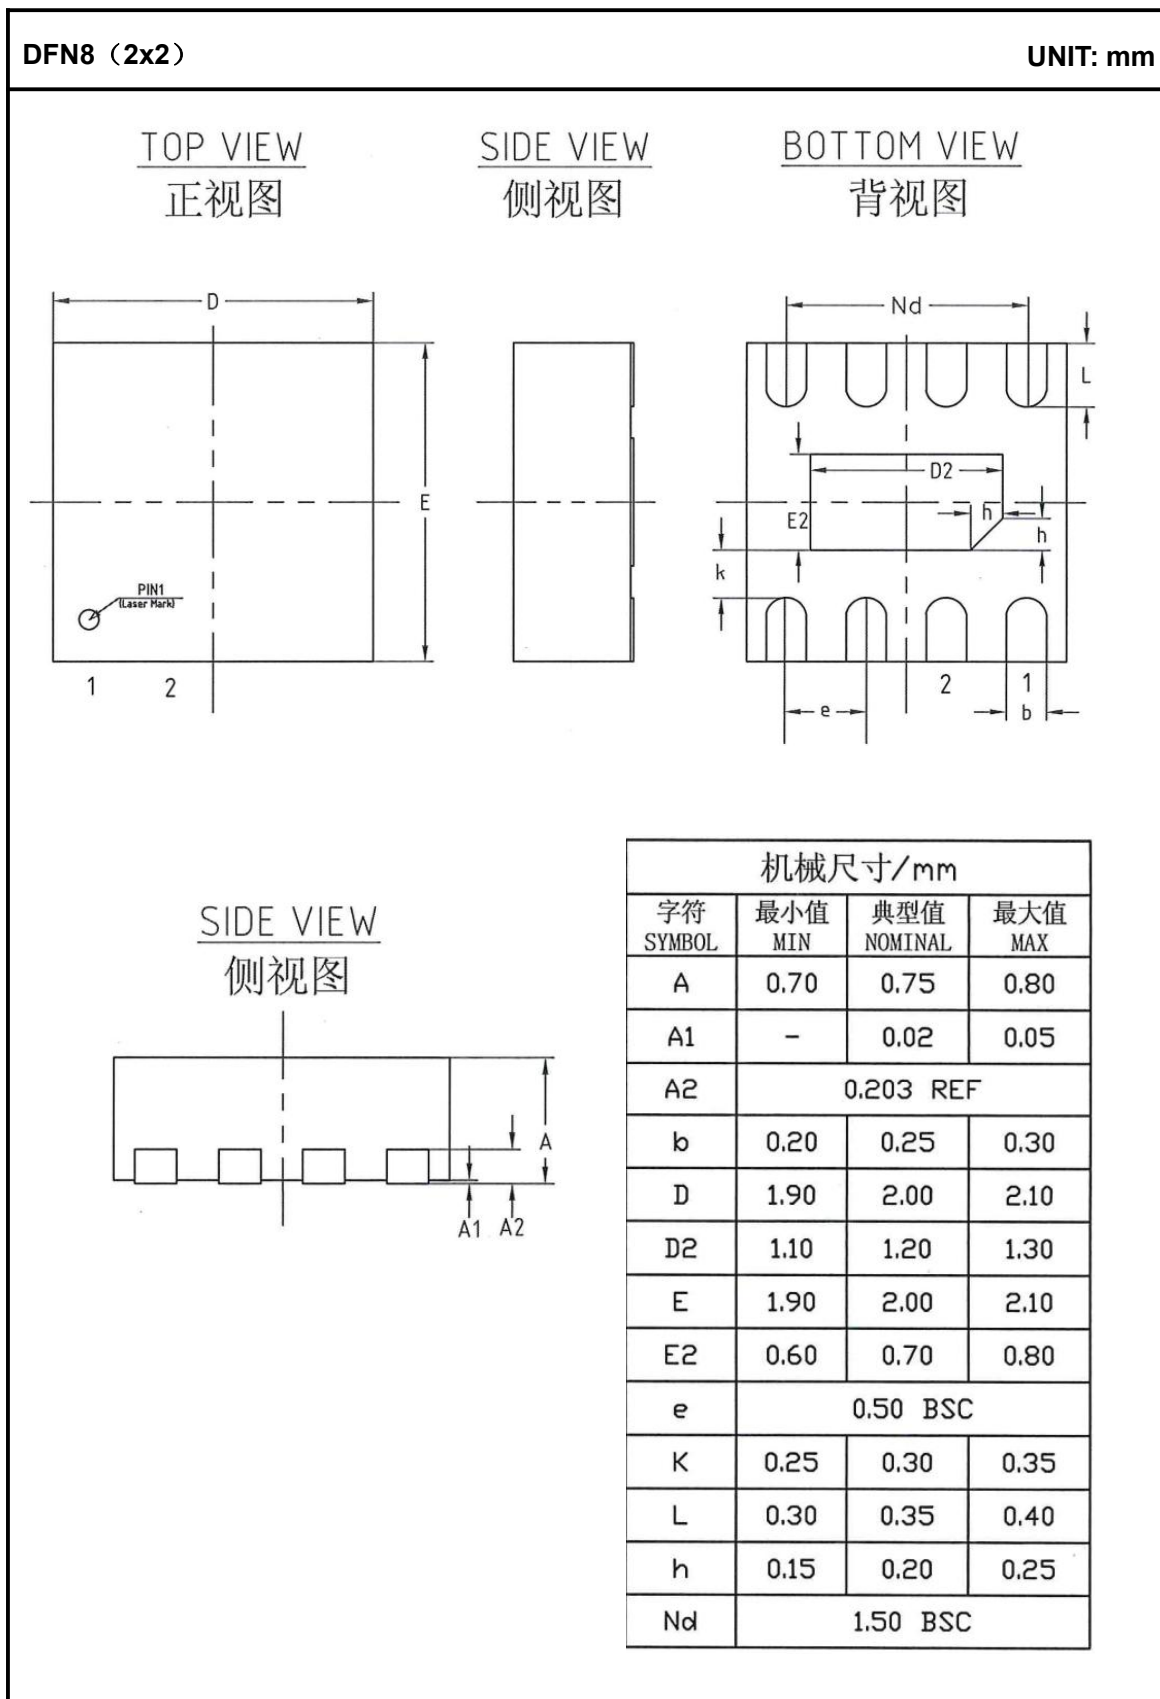 DFN8（2x2） UNIT: mm
TOP VIEW
正视图
SIDE VIEW
侧视图
BOTTOM VIEW
背视图
D
E
PIN1
(Laser Mark)
1 2
Nd
L
D2
E2
h
h
k
2 1
e
b
SIDE VIEW
侧视图
A
A1 A2
机械尺寸/mm
字符 最小值 典型值 最大值
SYMBOL MIN NOMINAL MAX
A 0.70 0.75 0.80
A1 - 0.02 0.05
A2 0.203 REF
b 0.20 0.25 0.30
D 1.90 2.00 2.10
D2 1.10 1.20 1.30
E 1.90 2.00 2.10
E2 0.60 0.70 0.80
e 0.50 BSC
K 0.25 0.30 0.35
L 0.30 0.35 0.40
h 0.15 0.20 0.25
Nd 1.50 BSC